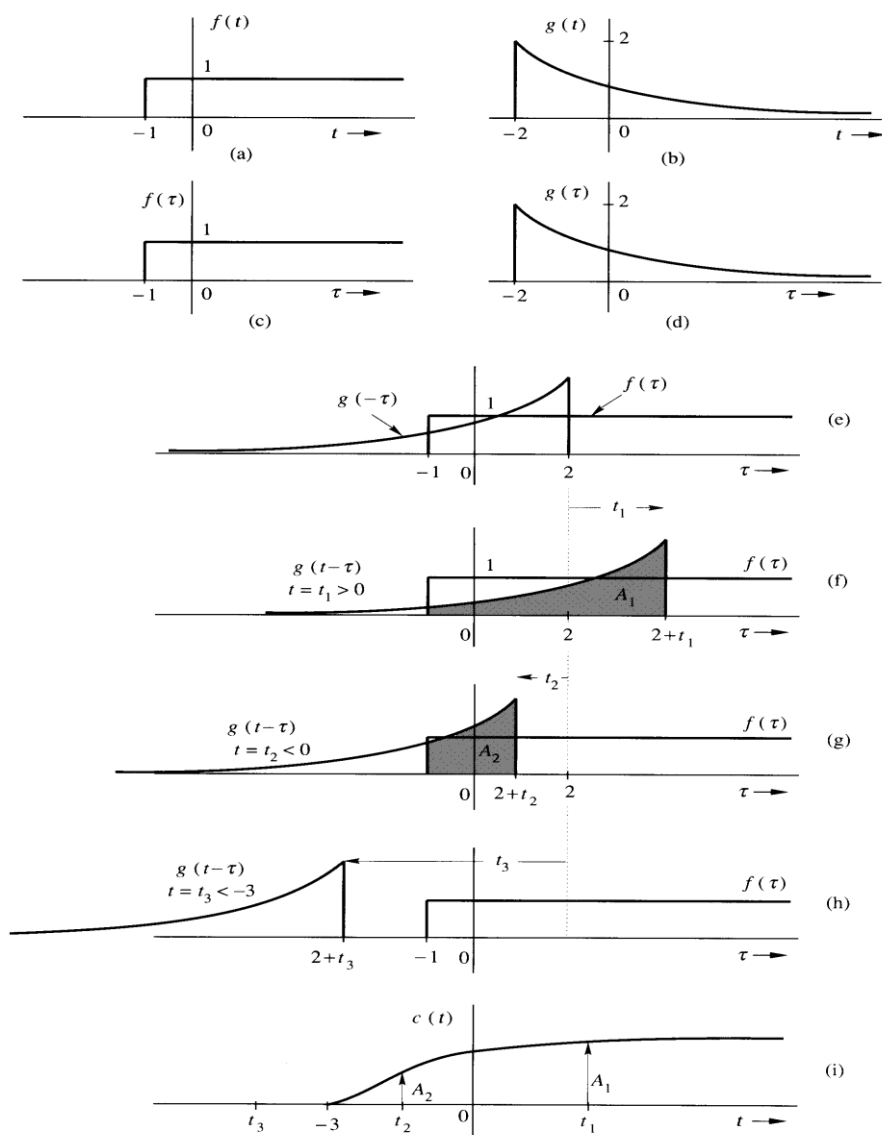 f(t)
1
−1
0
t
(a)
g(t)
2
−2
0
t
(b)
f(τ)
1
−1
0
τ
(c)
g(τ)
2
−2
0
τ
(d)
g(−τ)
1
f(τ)
−1
0
2
τ
(e)
t₁
g(t−τ)
t = t₁ > 0
1
A₁
f(τ)
0
2
2+t₁
τ
(f)
t₂
g(t−τ)
t = t₂ < 0
A₂
f(τ)
0
2+t₂
2
τ
(g)
t₃
g(t−τ)
t = t₃ < −3
f(τ)
2+t₃
−1
0
τ
(h)
c(t)
A₂
A₁
t₃
−3
t₂
0
t₁
t
(i)